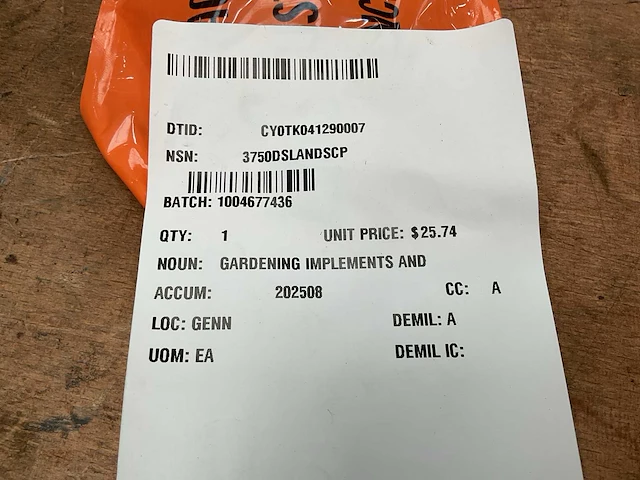 DTID: CY0TK041290007
NSN: 3750DSLANDSCP
BATCH: 1004677436
QTY: 1 UNIT PRICE: $25.74
NOUN: GARDENING IMPLEMENTS AND
ACCUM: 202508 CC: A
LOC: GENN DEMIL: A
UOM: EA DEMIL IC: